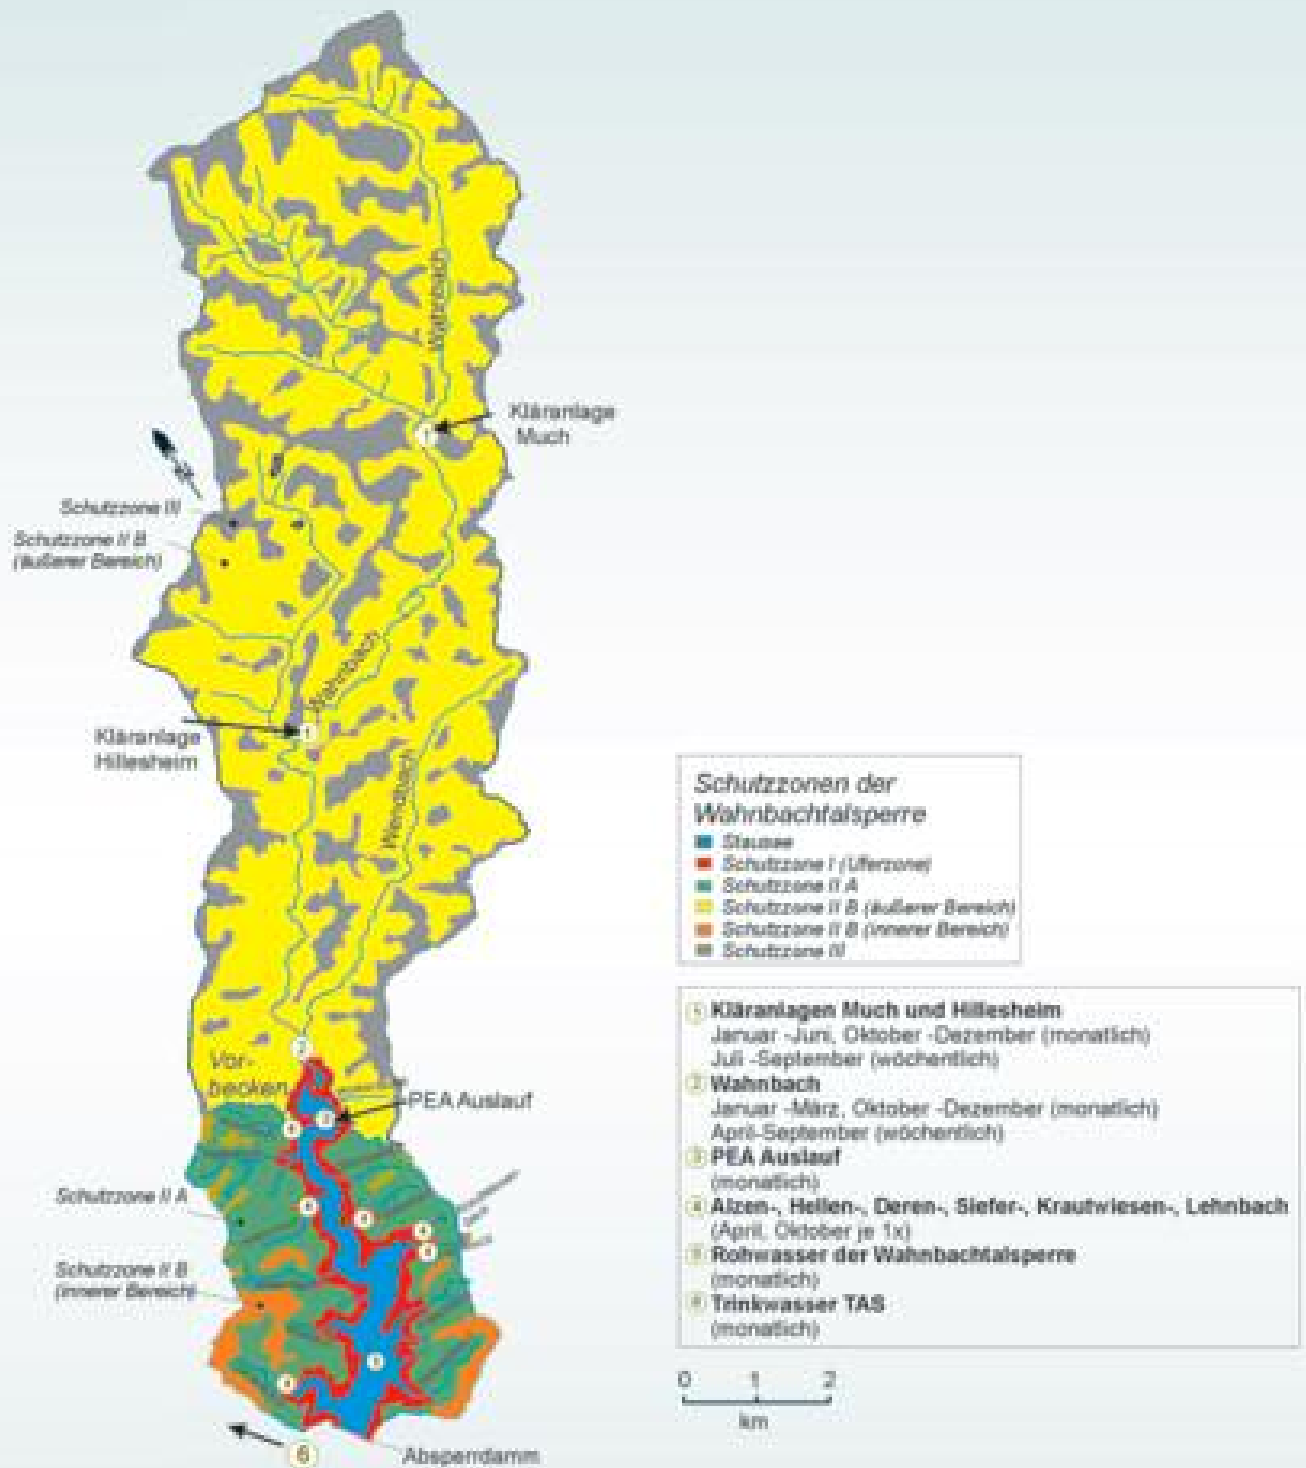 Wahnbach
Kläranlage
Much
Schutzzone III
Schutzzone II B
(äußerer Bereich)
Wahnbach
Kläranlage
Hillesheim
Wendbach
Schutzzonen der
Wahnbachtalsperre
Stausee
Schutzzone I (Uferzone)
Schutzzone II A
Schutzzone II B (äußerer Bereich)
Schutzzone II B (innerer Bereich)
Schutzzone III
2
Vor-
becken
PEA Auslauf
Schutzzone II A
Schutzzone II B
(innerer Bereich)
6
Absperrdamm
1 Kläranlagen Much und Hillesheim
Januar -Juni, Oktober -Dezember (monatlich)
Juli -September (wöchentlich)
2 Wahnbach
Januar -März, Oktober -Dezember (monatlich)
April-September (wöchentlich)
3 PEA Auslauf
(monatlich)
4 Alzen-, Hellen-, Deren-, Siefer-, Krautwiesen-, Lehnbach
(April, Oktober je 1x)
5 Rohwasser der Wahnbachtalsperre
(monatlich)
6 Trinkwasser TAS
(monatlich)
0 1 2
km